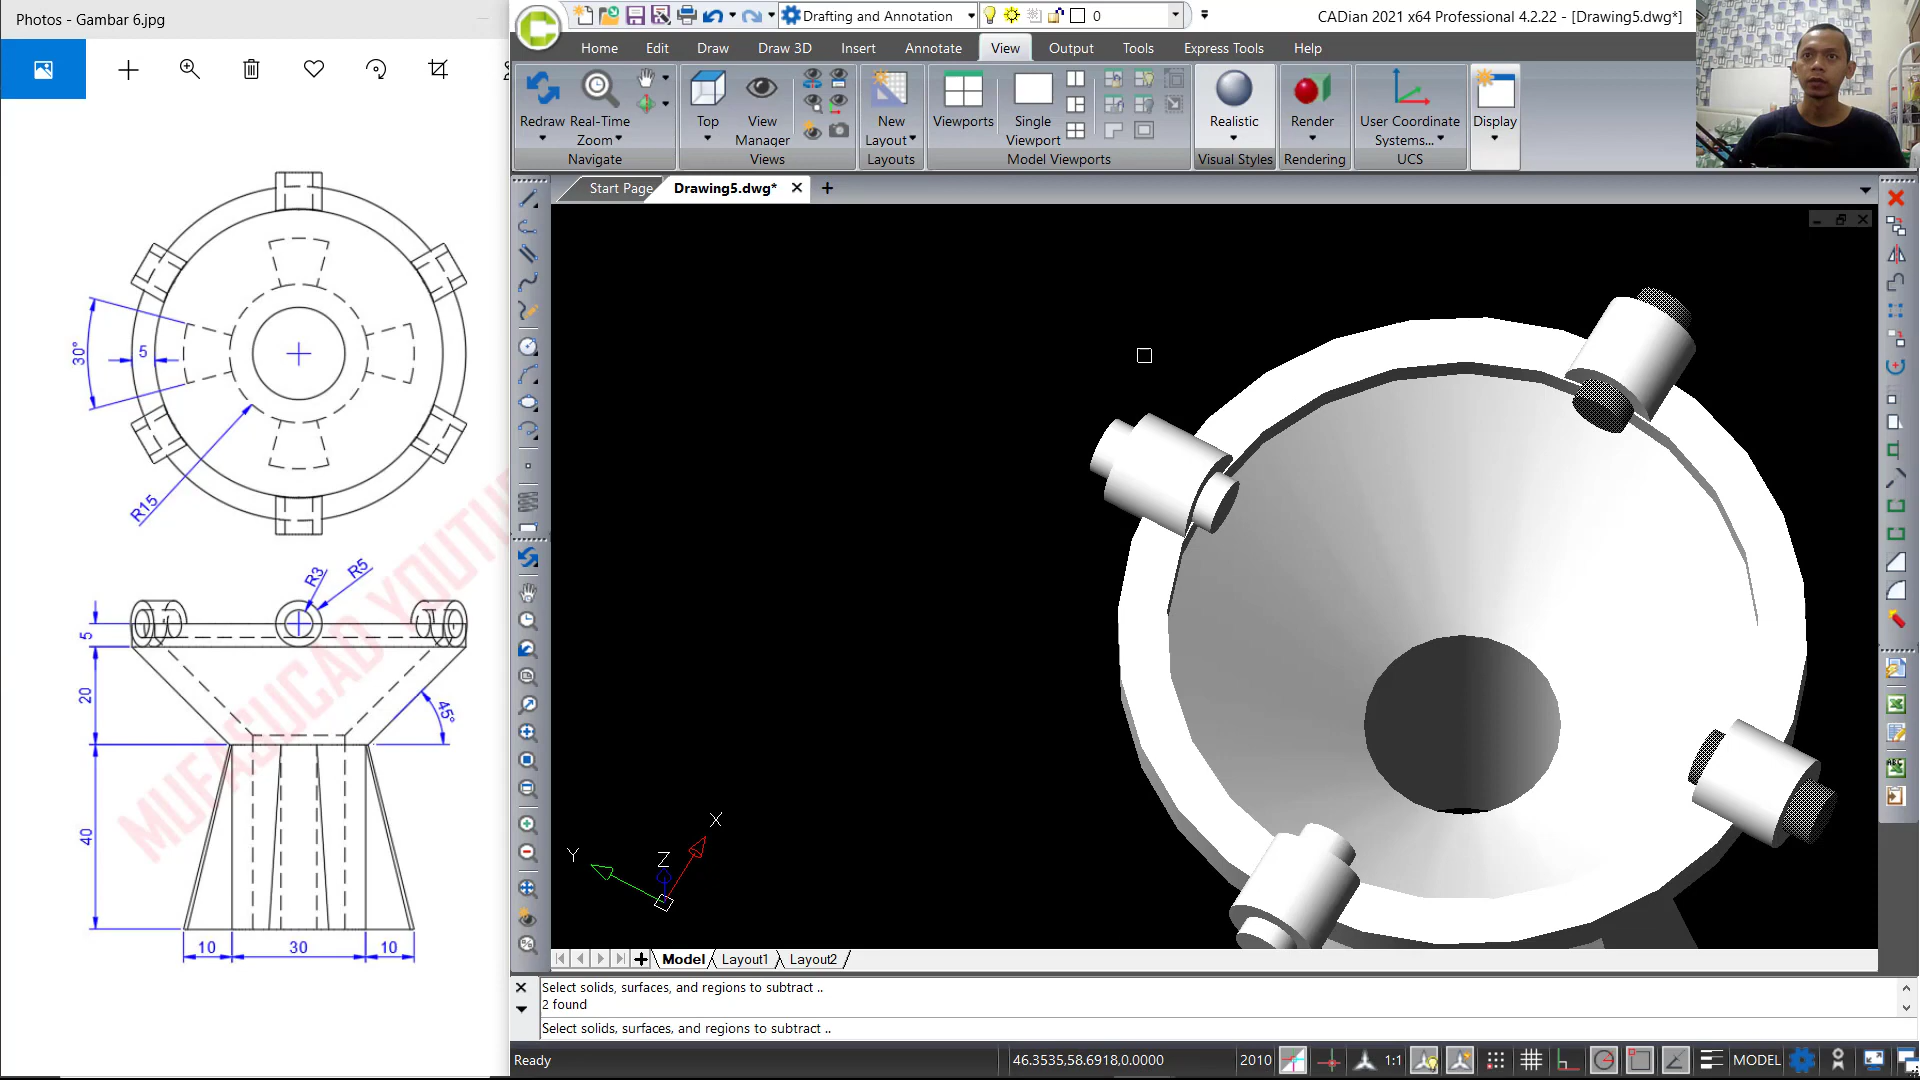 Photos - Gambar 6.jpg
Drafting and Annotation
0
CADian 2021 x64 Professional 4.2.22 - [Drawing5.dwg*]
Home Edit Draw Draw 3D Insert Annotate View Output Tools Express Tools Help
Redraw Real-Time Zoom
Top View Manager
New Layout
Viewports Single Viewport
Realistic
Render
User Coordinate Systems...
Display
Navigate Views Layouts Model Viewports Visual Styles Rendering UCS
Start Page Drawing5.dwg*
30°
5
R15
R3
R5
5
20
45°
40
10 30 10
MUFASUCAD YOUTU
X
Y
Z
Model Layout1 Layout2
Select solids, surfaces, and regions to subtract ..
2 found
Select solids, surfaces, and regions to subtract ..
Ready
46.3535,58.6918,0.0000
2010
1:1
MODEL